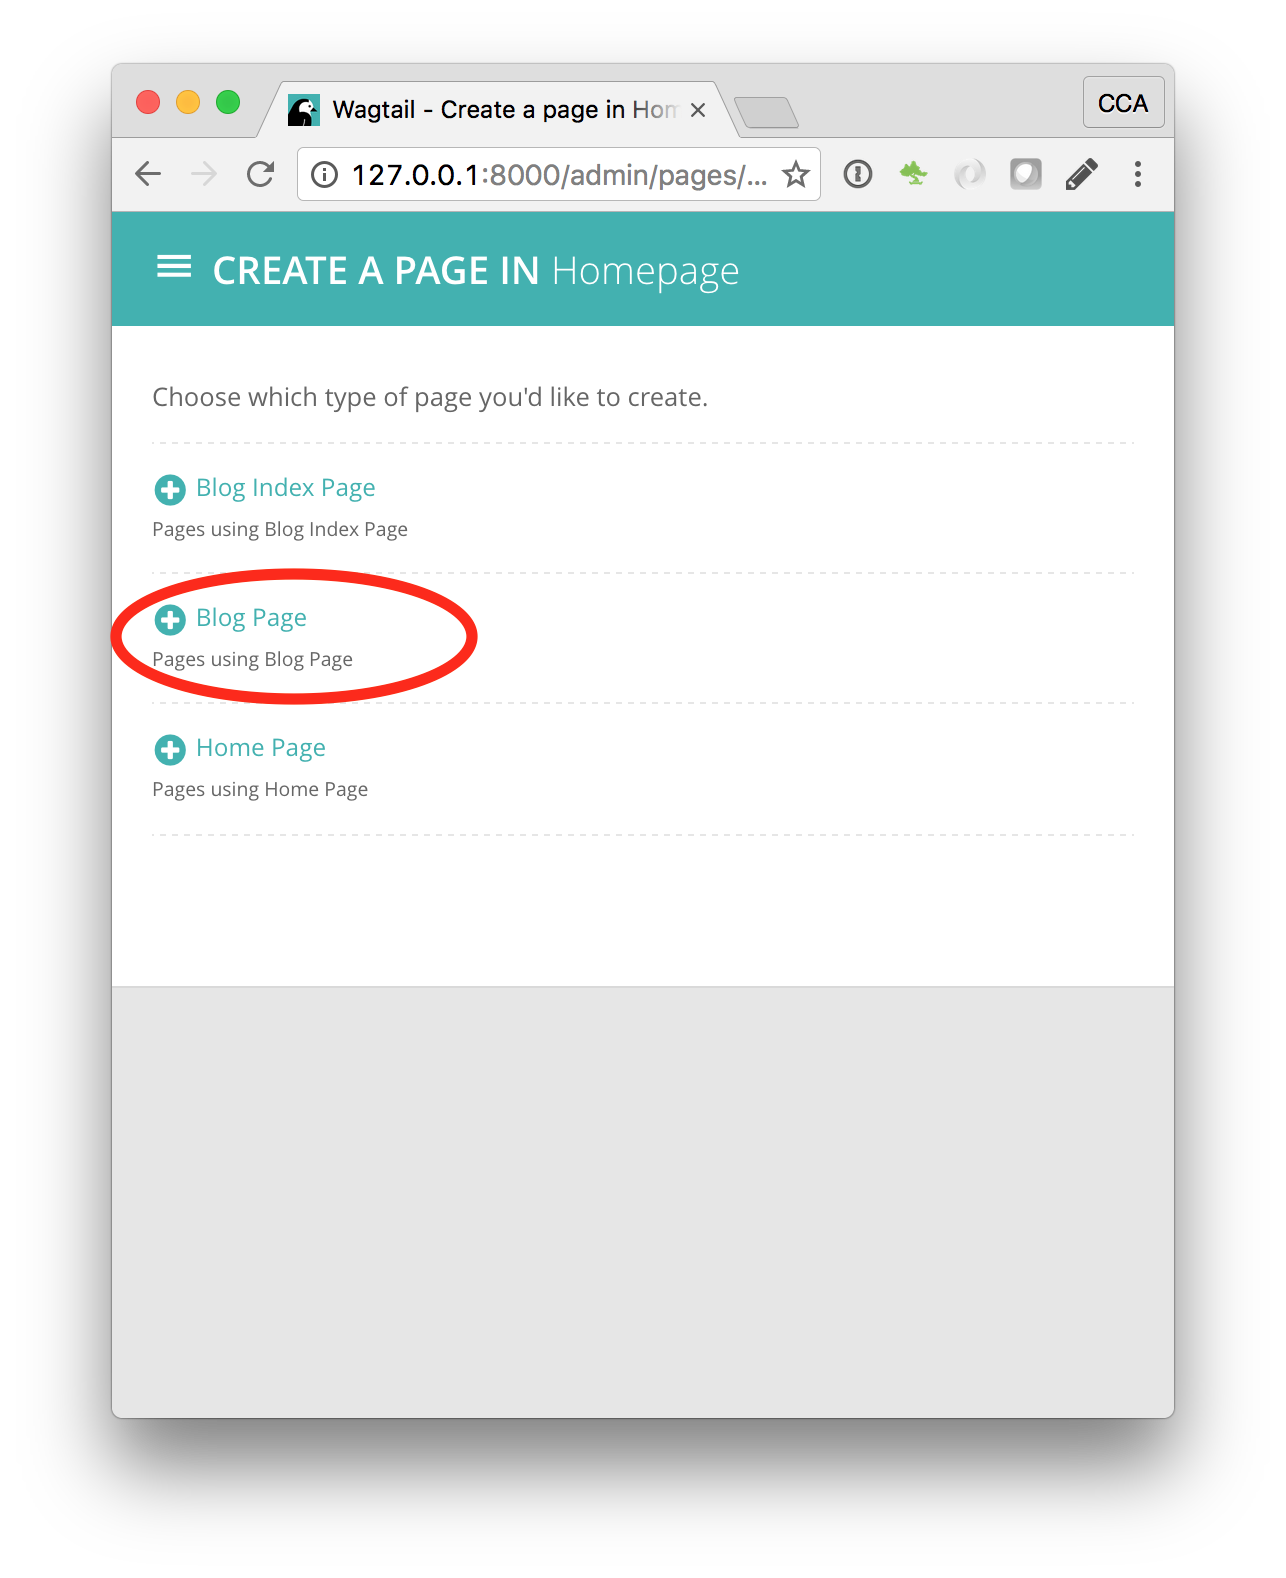 Wagtail - Create a page in Hom
CCA
127.0.0.1:8000/admin/pages/...
CREATE A PAGE IN Homepage
Choose which type of page you'd like to create.
Blog Index Page
Pages using Blog Index Page
Blog Page
Pages using Blog Page
Home Page
Pages using Home Page